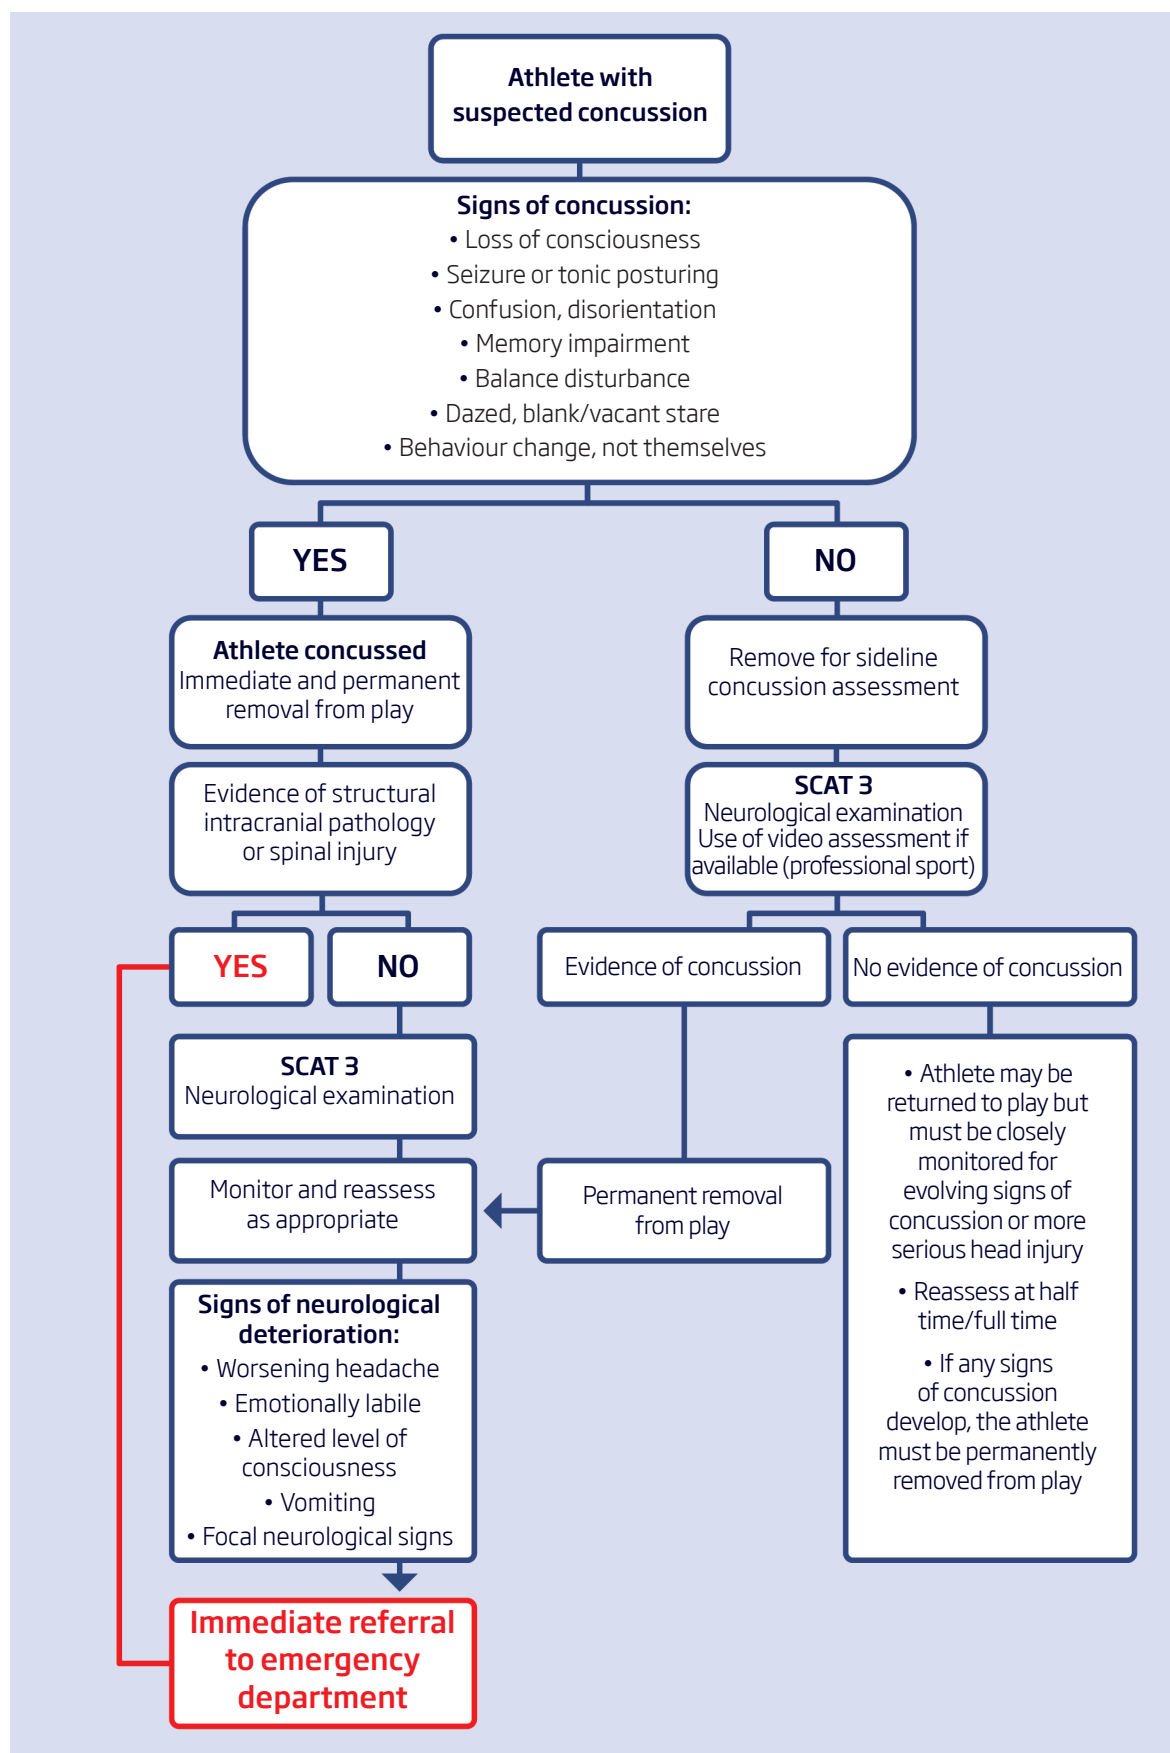 Athlete with
suspected concussion
Signs of concussion:
• Loss of consciousness
• Seizure or tonic posturing
• Confusion, disorientation
• Memory impairment
• Balance disturbance
• Dazed, blank/vacant stare
• Behaviour change, not themselves
YES
NO
Athlete concussed
Immediate and permanent
removal from play
Remove for sideline
concussion assessment
Evidence of structural
intracranial pathology
or spinal injury
SCAT 3
Neurological examination
Use of video assessment if
available (professional sport)
YES
NO
Evidence of concussion
No evidence of concussion
SCAT 3
Neurological examination
Monitor and reassess
as appropriate
Permanent removal
from play
• Athlete may be
returned to play but
must be closely
monitored for
evolving signs of
concussion or more
serious head injury
• Reassess at half
time/full time
• If any signs
of concussion
develop, the athlete
must be permanently
removed from play
Signs of neurological
deterioration:
• Worsening headache
• Emotionally labile
• Altered level of
consciousness
• Vomiting
• Focal neurological signs
Immediate referral
to emergency
department